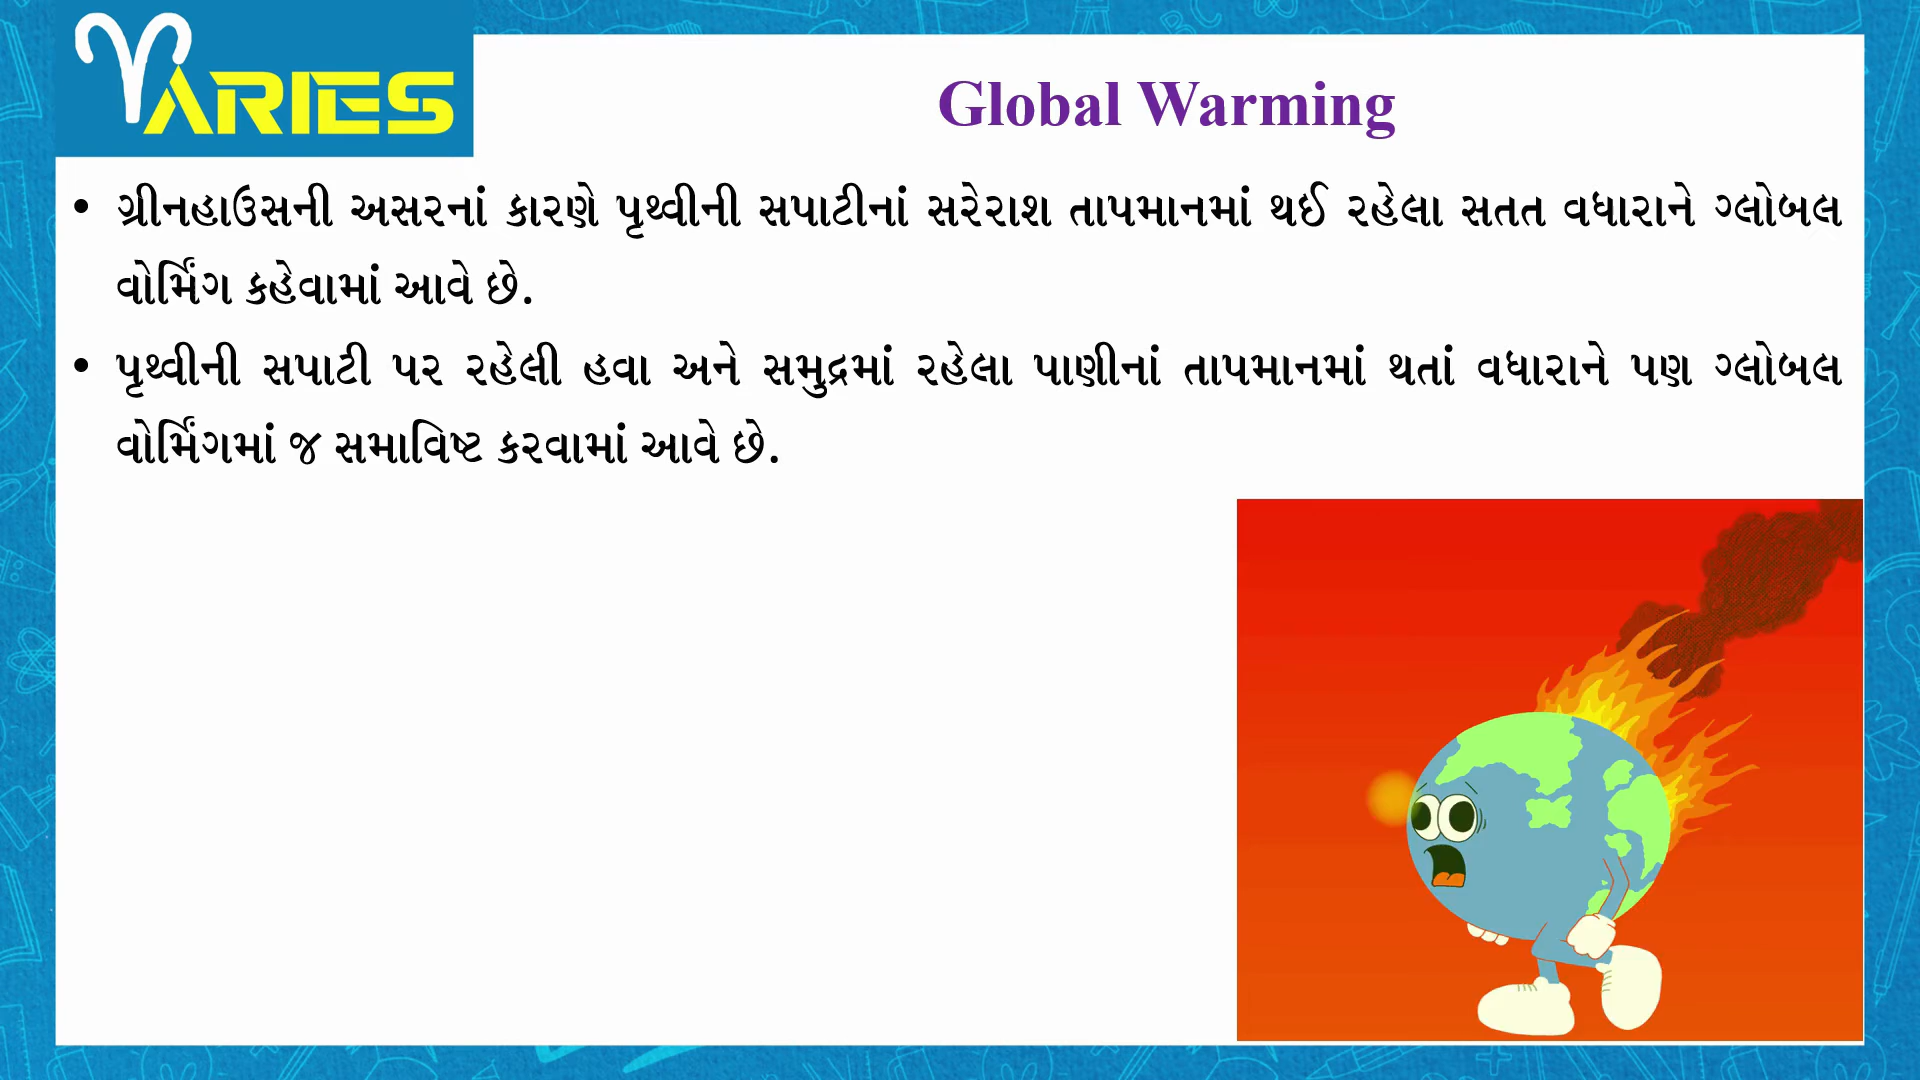 ARIES
Global Warming
• ગ્રીનહાઉસની અસરનાં કારણે પૃથ્વીની સપાટીનાં સરેરાશ તાપમાનમાં થઈ રહેલા સતત વધારાને ગ્લોબલ
વોર્મિંગ કહેવામાં આવે છે.
• પૃથ્વીની સપાટી પર રહેલી હવા અને સમુદ્રમાં રહેલા પાણીનાં તાપમાનમાં થતાં વધારાને પણ ગ્લોબલ
વોર્મિંગમાં જ સમાવિષ્ટ કરવામાં આવે છે.